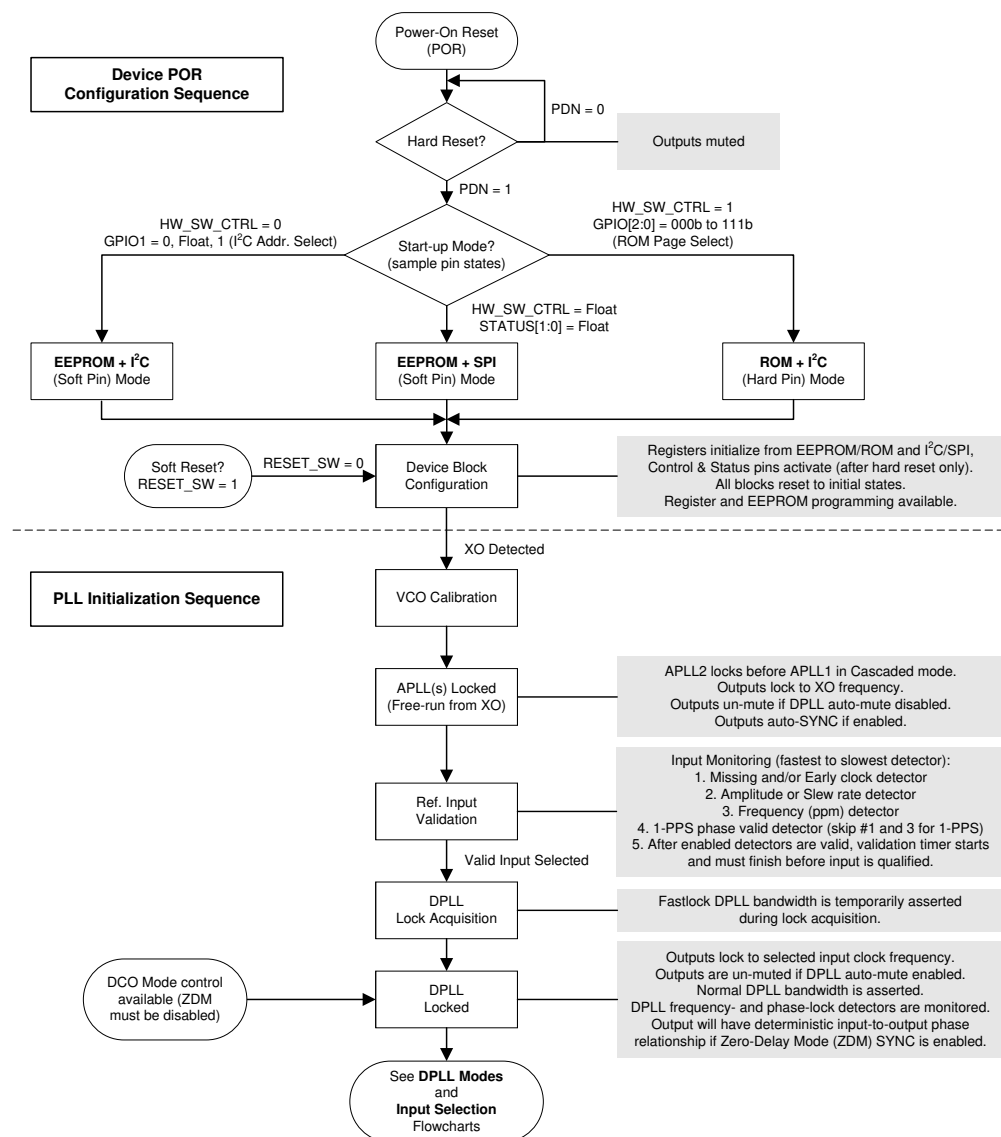 Power-On Reset
(POR)
Device POR
Configuration Sequence
PDN = 0
Hard Reset?
Outputs muted
PDN = 1
HW_SW_CTRL = 0
GPIO1 = 0, Float, 1 (I²C Addr. Select)
HW_SW_CTRL = 1
GPIO[2:0] = 000b to 111b
(ROM Page Select)
Start-up Mode?
(sample pin states)
HW_SW_CTRL = Float
STATUS[1:0] = Float
EEPROM + I²C
(Soft Pin) Mode
EEPROM + SPI
(Soft Pin) Mode
ROM + I²C
(Hard Pin) Mode
Soft Reset?
RESET_SW = 1
RESET_SW = 0
Device Block
Configuration
Registers initialize from EEPROM/ROM and I²C/SPI,
Control & Status pins activate (after hard reset only).
All blocks reset to initial states.
Register and EEPROM programming available.
XO Detected
PLL Initialization Sequence
VCO Calibration
APLL(s) Locked
(Free-run from XO)
APLL2 locks before APLL1 in Cascaded mode.
Outputs lock to XO frequency.
Outputs un-mute if DPLL auto-mute disabled.
Outputs auto-SYNC if enabled.
Ref. Input
Validation
Input Monitoring (fastest to slowest detector):
1. Missing and/or Early clock detector
2. Amplitude or Slew rate detector
3. Frequency (ppm) detector
4. 1-PPS phase valid detector (skip #1 and 3 for 1-PPS)
5. After enabled detectors are valid, validation timer starts
and must finish before input is qualified.
Valid Input Selected
DPLL
Lock Acquisition
Fastlock DPLL bandwidth is temporarily asserted
during lock acquisition.
DCO Mode control
available (ZDM
must be disabled)
DPLL
Locked
Outputs lock to selected input clock frequency.
Outputs are un-muted if DPLL auto-mute enabled.
Normal DPLL bandwidth is asserted.
DPLL frequency- and phase-lock detectors are monitored.
Output will have deterministic input-to-output phase
relationship if Zero-Delay Mode (ZDM) SYNC is enabled.
See DPLL Modes
and
Input Selection
Flowcharts